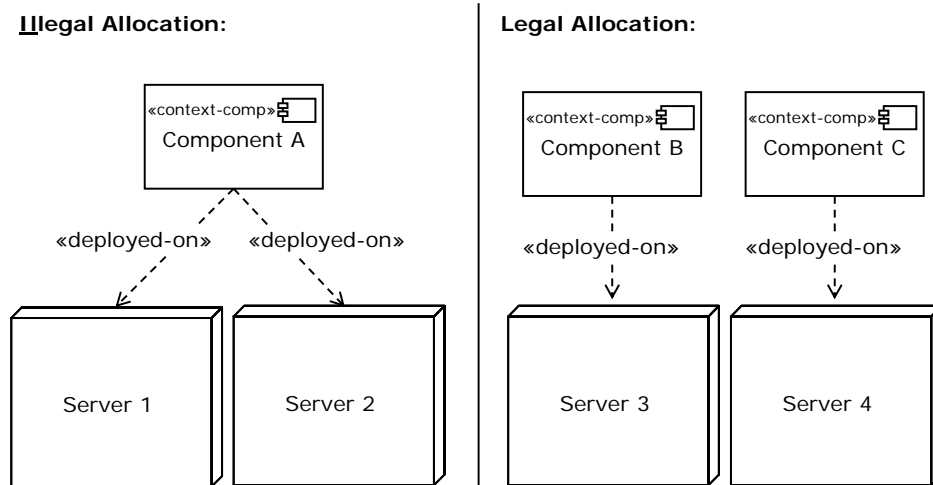 Illegal Allocation:
«context-comp»
Component A
«deployed-on» «deployed-on»
Server 1
Server 2
Legal Allocation:
«context-comp»
Component B
«context-comp»
Component C
«deployed-on»
«deployed-on»
Server 3
Server 4